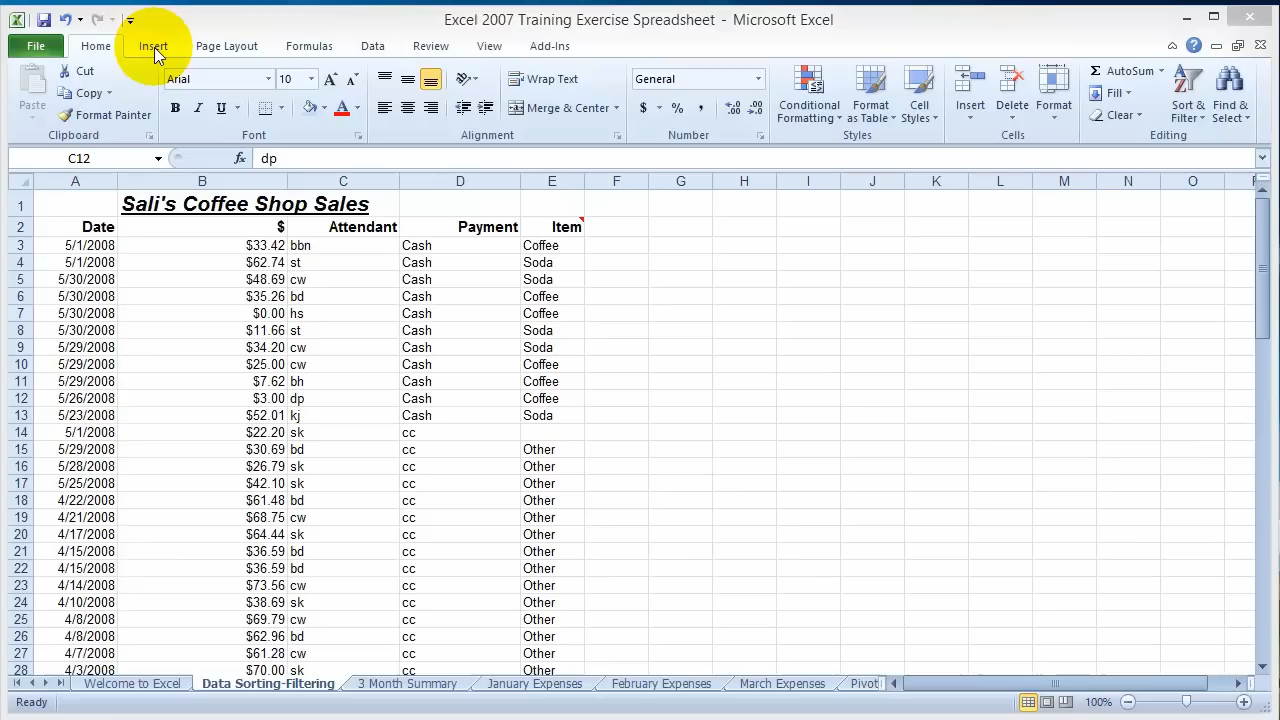 Excel 2007 Training Exercise Spreadsheet - Microsoft Excel
File Home Insert Page Layout Formulas Data Review View Add-Ins
Paste Cut Copy Format Painter Clipboard
Arial 10 B I U A Font
Wrap Text Merge & Center Alignment
General $ % , Number
Conditional Formatting Format as Table Cell Styles Styles
Insert Delete Format Cells
AutoSum Fill Clear Sort & Filter Find & Select Editing
C12 fx dp
A B C D E F G H I J K L M N O P
1 Sali's Coffee Shop Sales
2 Date $ Attendant Payment Item
3 5/1/2008 $33.42 bbn Cash Coffee
4 5/1/2008 $62.74 st Cash Soda
5 5/30/2008 $48.69 cw Cash Soda
6 5/30/2008 $35.26 bd Cash Coffee
7 5/30/2008 $0.00 hs Cash Coffee
8 5/30/2008 $11.66 st Cash Soda
9 5/29/2008 $34.20 cw Cash Soda
10 5/29/2008 $25.00 cw Cash Coffee
11 5/29/2008 $7.62 bh Cash Coffee
12 5/26/2008 $3.00 dp Cash Coffee
13 5/23/2008 $52.01 kj Cash Soda
14 5/1/2008 $22.20 sk cc
15 5/29/2008 $30.69 bd cc Other
16 5/28/2008 $26.79 sk cc Other
17 5/25/2008 $42.10 sk cc Other
18 4/22/2008 $61.48 bd cc Other
19 4/21/2008 $68.75 cw cc Other
20 4/17/2008 $64.44 sk cc Other
21 4/15/2008 $36.59 bd cc Other
22 4/15/2008 $36.59 bd cc Other
23 4/14/2008 $73.56 cw cc Other
24 4/10/2008 $38.69 sk cc Other
25 4/8/2008 $69.79 cw cc Other
26 4/8/2008 $62.96 bd cc Other
27 4/7/2008 $61.28 cw cc Other
28 4/3/2008 $70.00 sk cc Other
Welcome to Excel Data Sorting-Filtering 3 Month Summary January Expenses February Expenses March Expenses Pivot
Ready 100%